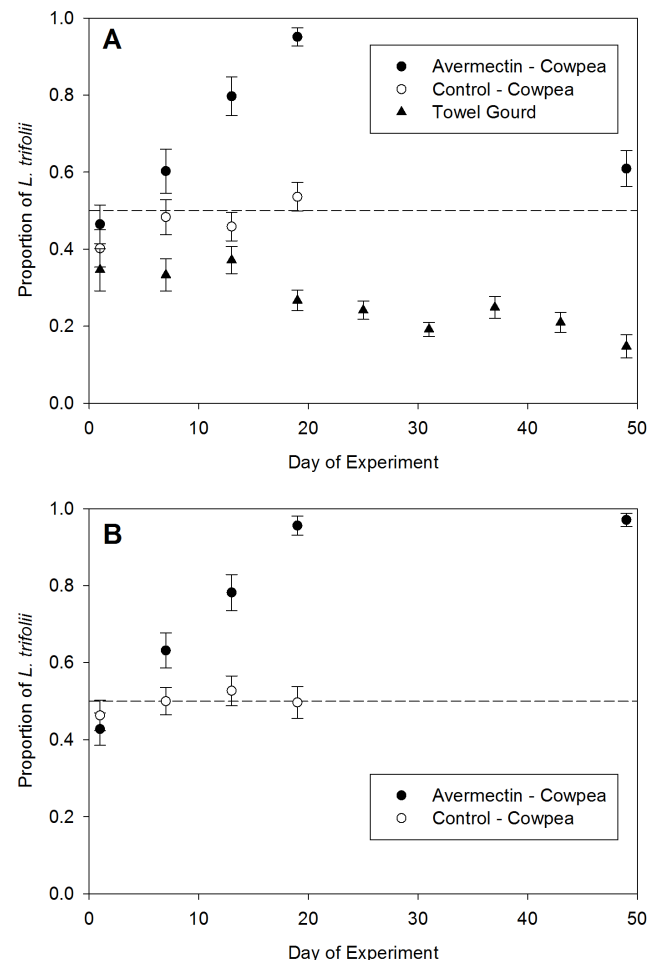 A
Avermectin - Cowpea
Control - Cowpea
Towel Gourd
Proportion of L. trifolii
1.0
0.8
0.6
0.4
0.2
0.0
0 10 20 30 40 50
Day of Experiment
B
Proportion of L. trifolii
1.0
0.8
0.6
0.4
0.2
0.0
Avermectin - Cowpea
Control - Cowpea
0 10 20 30 40 50
Day of Experiment